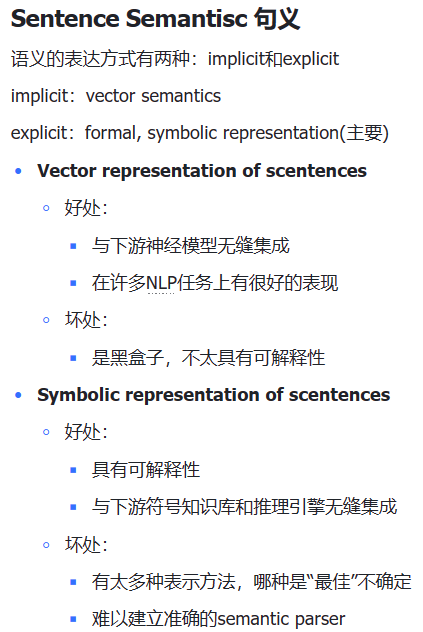 Sentence Semantisc 句义
语义的表达方式有两种：implicit和explicit
implicit：vector semantics
explicit：formal, symbolic representation(主要)
Vector representation of scentences
好处：
与下游神经模型无缝集成
在许多NLP任务上有很好的表现
坏处：
是黑盒子，不太具有可解释性
Symbolic representation of scentences
好处：
具有可解释性
与下游符号知识库和推理引擎无缝集成
坏处：
有太多种表示方法，哪种是“最佳”不确定
难以建立准确的semantic parser